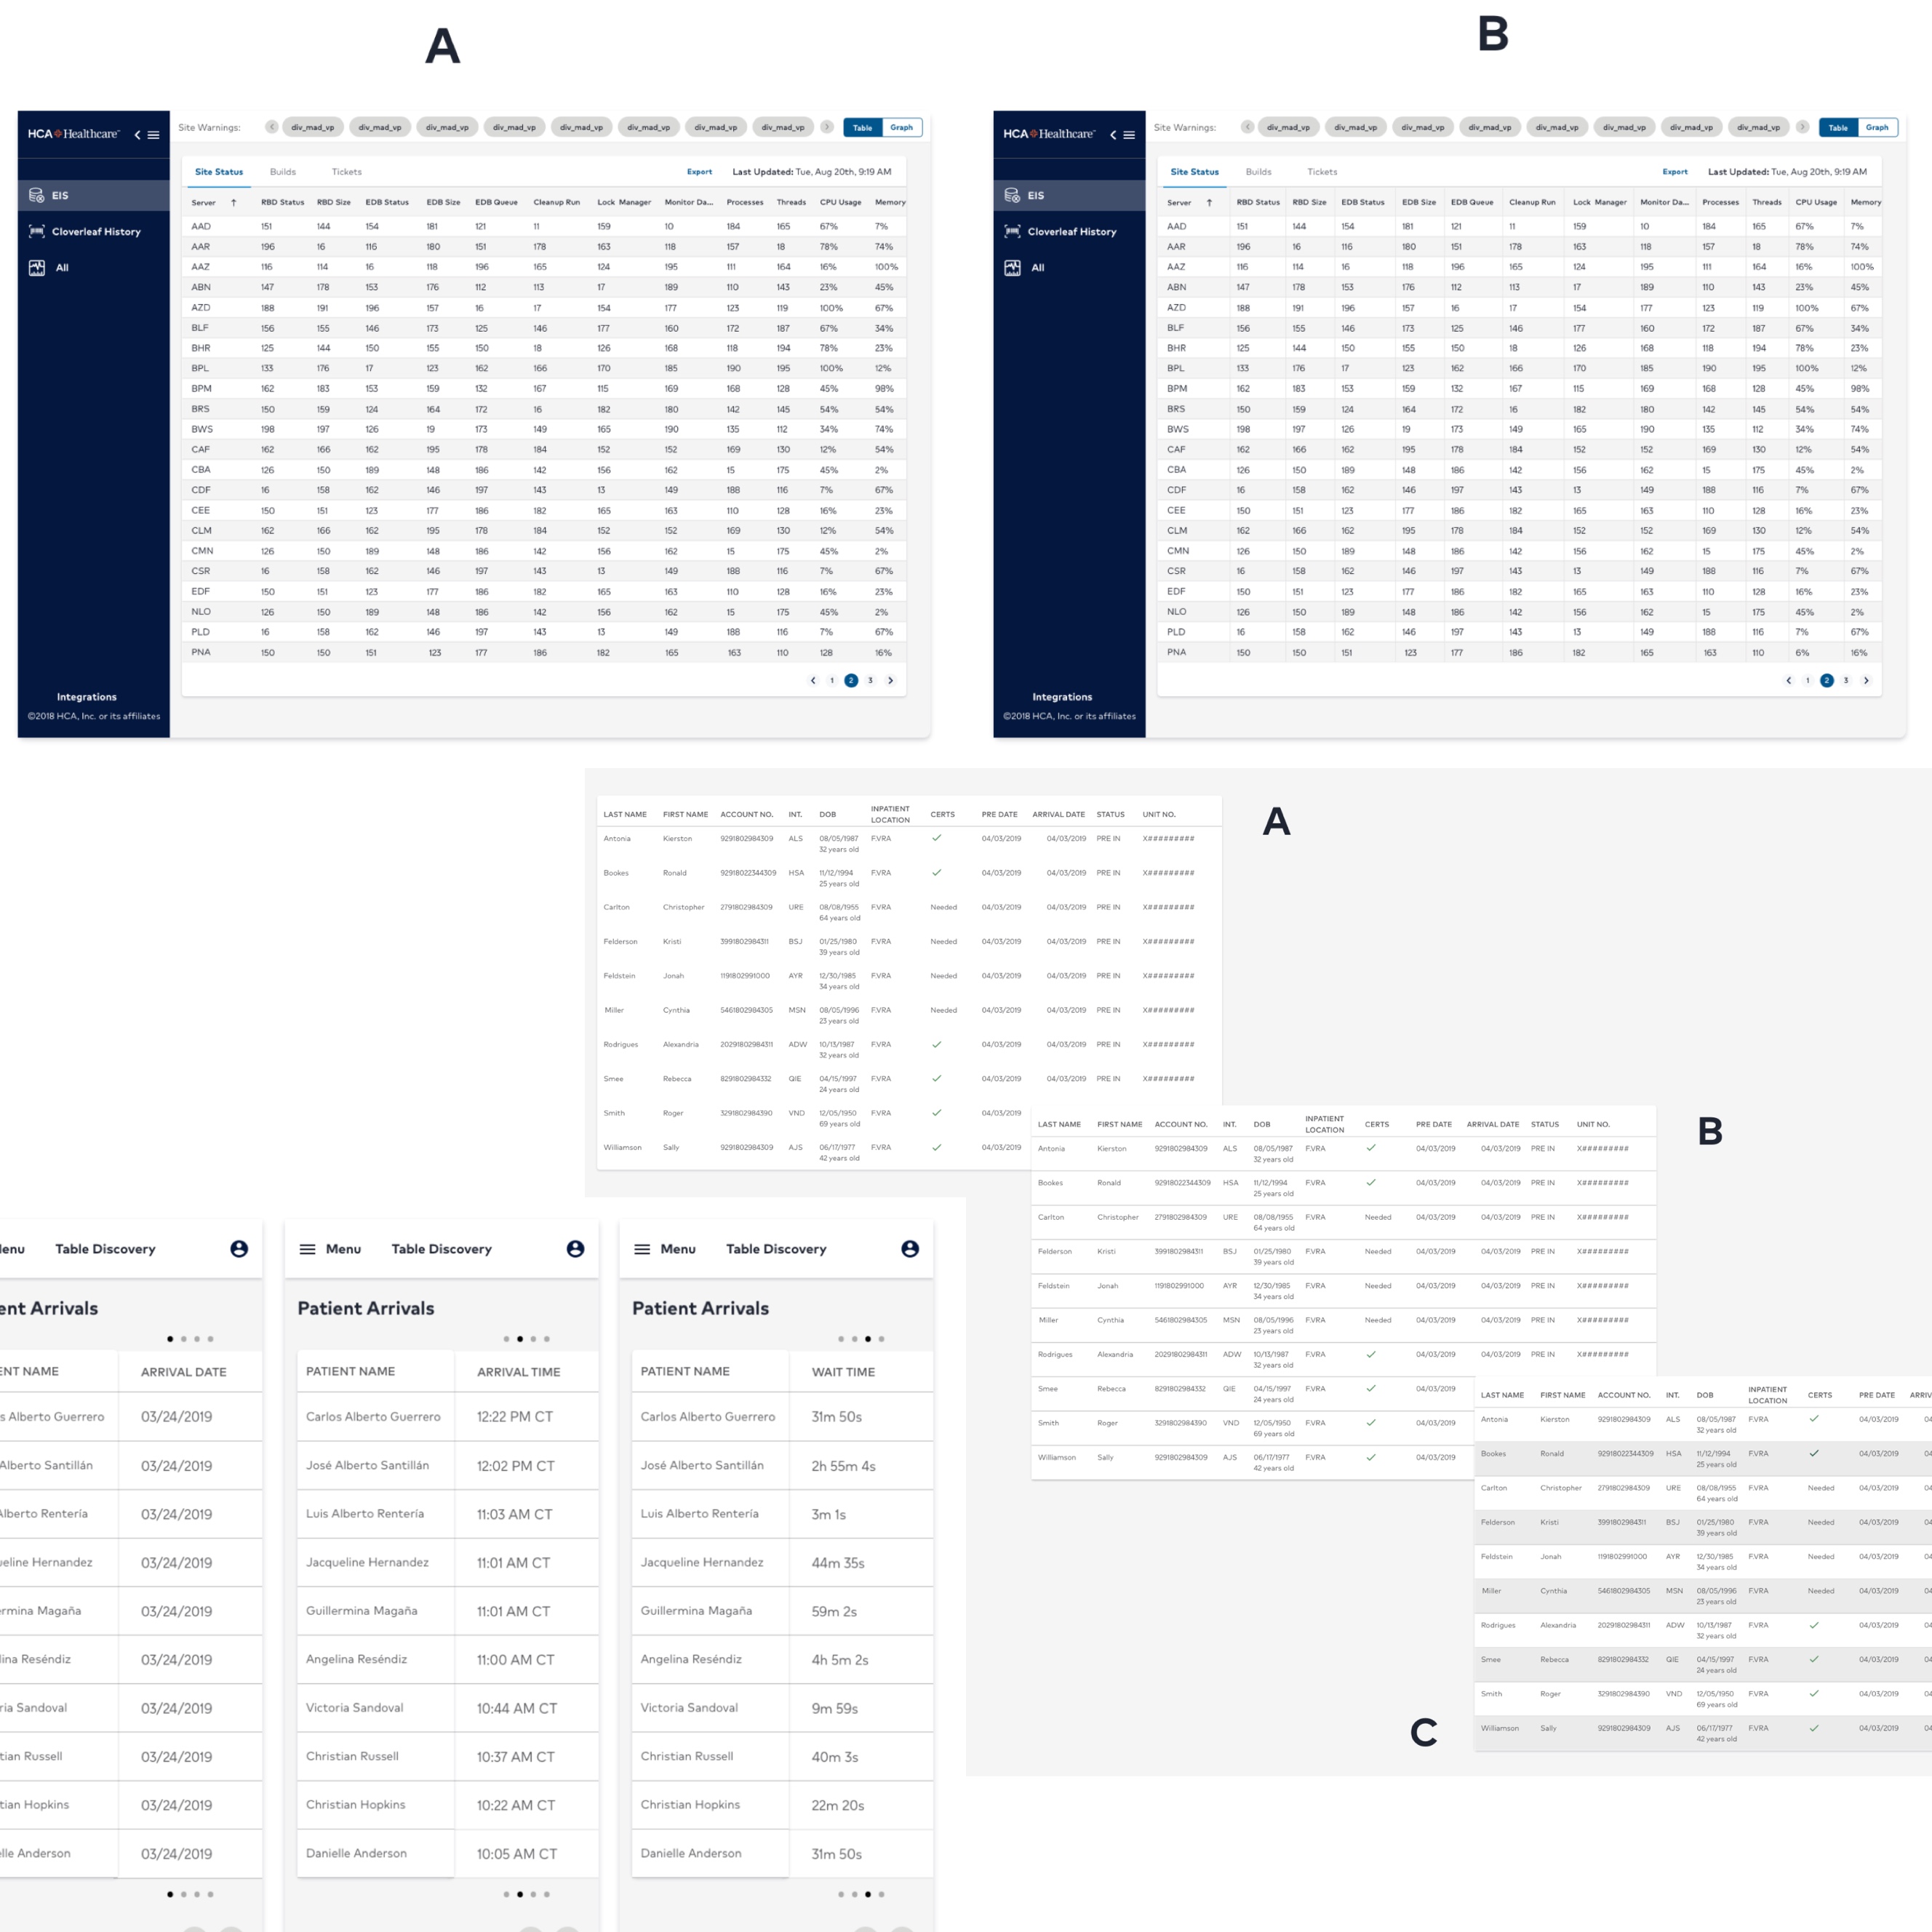 A
B
HCA Healthcare
Site Warnings: div_mad_vp div_mad_vp div_mad_vp div_mad_vp div_mad_vp div_mad_vp div_mad_vp div_mad_vp Table Graph
EIS
Cloverleaf History
All
Integrations
©2018 HCA, Inc. or its affiliates
Site Status Builds Tickets Export Last Updated: Tue, Aug 20th, 9:19 AM
Server RBD Status RBD Size EDB Status EDB Size EDB Queue Cleanup Run Lock Manager Monitor Da... Processes Threads CPU Usage Memory
AAD 151 144 154 181 121 11 159 10 184 165 67% 7%
AAR 196 16 116 180 151 178 163 118 157 18 78% 74%
AAZ 116 114 16 118 196 165 124 195 111 164 16% 100%
ABN 147 178 153 176 112 113 17 189 110 143 23% 45%
AZD 188 191 196 157 16 17 154 177 123 119 100% 67%
BLF 156 155 146 173 125 146 177 160 172 187 67% 34%
BHR 125 144 150 155 150 18 126 168 118 194 78% 23%
BPL 133 176 17 123 162 166 170 185 190 195 100% 12%
BPM 162 183 153 159 132 167 115 169 168 128 45% 98%
BRS 150 159 124 164 172 16 182 180 142 145 54% 54%
BWS 198 197 126 19 173 149 165 190 135 112 34% 74%
CAF 162 166 162 195 178 184 152 152 169 130 12% 54%
CBA 126 150 189 148 186 142 156 162 15 175 45% 2%
CDF 16 158 162 146 197 143 13 149 188 116 7% 67%
CEE 150 151 123 177 186 182 165 163 110 128 16% 23%
CLM 162 166 162 195 178 184 152 152 169 130 12% 54%
CMN 126 150 189 148 186 142 156 162 15 175 45% 2%
CSR 16 158 162 146 197 143 13 149 188 116 7% 67%
EDF 150 151 123 177 186 182 165 163 110 128 16% 23%
NLO 126 150 189 148 186 142 156 162 15 175 45% 2%
PLD 16 158 162 146 197 143 13 149 188 116 7% 67%
PNA 150 150 151 123 177 186 182 165 163 110 128 16%
1 2 3
HCA Healthcare
Site Warnings: div_mad_vp div_mad_vp div_mad_vp div_mad_vp div_mad_vp div_mad_vp div_mad_vp div_mad_vp Table Graph
EIS
Cloverleaf History
All
Integrations
©2018 HCA, Inc. or its affiliates
Site Status Builds Tickets Export Last Updated: Tue, Aug 20th, 9:19 AM
Server RBD Status RBD Size EDB Status EDB Size EDB Queue Cleanup Run Lock Manager Monitor Da... Processes Threads CPU Usage Memory
AAD 151 144 154 181 121 11 159 10 184 165 67% 7%
AAR 196 16 116 180 151 178 163 118 157 18 78% 74%
AAZ 116 114 16 118 196 165 124 195 111 164 16% 100%
ABN 147 178 153 176 112 113 17 189 110 143 23% 45%
AZD 188 191 196 157 16 17 154 177 123 119 100% 67%
BLF 156 155 146 173 125 146 177 160 172 187 67% 34%
BHR 125 144 150 155 150 18 126 168 118 194 78% 23%
BPL 133 176 17 123 162 166 170 185 190 195 100% 12%
BPM 162 183 153 159 132 167 115 169 168 128 45% 98%
BRS 150 159 124 164 172 16 182 180 142 145 54% 54%
BWS 198 197 126 19 173 149 165 190 135 112 34% 74%
CAF 162 166 162 195 178 184 152 152 169 130 12% 54%
CBA 126 150 189 148 186 142 156 162 15 175 45% 2%
CDF 16 158 162 146 197 143 13 149 188 116 7% 67%
CEE 150 151 123 177 186 182 165 163 110 128 16% 23%
CLM 162 166 162 195 178 184 152 152 169 130 12% 54%
CMN 126 150 189 148 186 142 156 162 15 175 45% 2%
CSR 16 158 162 146 197 143 13 149 188 116 7% 67%
EDF 150 151 123 177 186 182 165 163 110 128 16% 23%
NLO 126 150 189 148 186 142 156 162 15 175 45% 2%
PLD 16 158 162 146 197 143 13 149 188 116 7% 67%
PNA 150 150 151 123 177 186 182 165 163 110 6% 16%
1 2 3
A
LAST NAME FIRST NAME ACCOUNT NO. INT. DOB INPATIENT LOCATION CERTS PRE DATE ARRIVAL DATE STATUS UNIT NO.
Antonia Kierston 9291802984309 ALS 08/05/1987 F.VRA 04/03/2019 04/03/2019 PRE IN X#########
32 years old
Bookes Ronald 92918022344309 HSA 11/12/1994 F.VRA 04/03/2019 04/03/2019 PRE IN X#########
25 years old
Carlton Christopher 2791802984309 URE 08/08/1955 F.VRA Needed 04/03/2019 04/03/2019 PRE IN X#########
64 years old
Felderson Kristi 3991802984311 BSJ 01/25/1980 F.VRA Needed 04/03/2019 04/03/2019 PRE IN X#########
39 years old
Feldstein Jonah 1191802991000 AYR 12/30/1985 F.VRA Needed 04/03/2019 04/03/2019 PRE IN X#########
34 years old
Miller Cynthia 5461802984305 MSN 08/05/1996 F.VRA Needed 04/03/2019 04/03/2019 PRE IN X#########
23 years old
Rodrigues Alexandria 20291802984311 ADW 10/13/1987 F.VRA 04/03/2019 04/03/2019 PRE IN X#########
32 years old
Smee Rebecca 8291802984332 QIE 04/15/1997 F.VRA 04/03/2019 04/03/2019 PRE IN X#########
24 years old
Smith Roger 3291802984390 VND 12/05/1950 F.VRA 04/03/2019
69 years old
Williamson Sally 9291802984309 AJS 06/17/1977 F.VRA 04/03/2019
42 years old
B
LAST NAME FIRST NAME ACCOUNT NO. INT. DOB INPATIENT LOCATION CERTS PRE DATE ARRIVAL DATE STATUS UNIT NO.
Antonia Kierston 9291802984309 ALS 08/05/1987 F.VRA 04/03/2019 04/03/2019 PRE IN X#########
32 years old
Bookes Ronald 92918022344309 HSA 11/12/1994 F.VRA 04/03/2019 04/03/2019 PRE IN X#########
25 years old
Carlton Christopher 2791802984309 URE 08/08/1955 F.VRA Needed 04/03/2019 04/03/2019 PRE IN X#########
64 years old
Felderson Kristi 3991802984311 BSJ 01/25/1980 F.VRA Needed 04/03/2019 04/03/2019 PRE IN X#########
39 years old
Feldstein Jonah 1191802991000 AYR 12/30/1985 F.VRA Needed 04/03/2019 04/03/2019 PRE IN X#########
34 years old
Miller Cynthia 5461802984305 MSN 08/05/1996 F.VRA Needed 04/03/2019 04/03/2019 PRE IN X#########
23 years old
Rodrigues Alexandria 20291802984311 ADW 10/13/1987 F.VRA 04/03/2019 04/03/2019 PRE IN X#########
32 years old
Smee Rebecca 8291802984332 QIE 04/15/1997 F.VRA 04/03/2019
24 years old
Smith Roger 3291802984390 VND 12/05/1950 F.VRA 04/03/2019
69 years old
Williamson Sally 9291802984309 AJS 06/17/1977 F.VRA 04/03/2019
42 years old
C
LAST NAME FIRST NAME ACCOUNT NO. INT. DOB INPATIENT LOCATION CERTS PRE DATE ARRIV
Antonia Kierston 9291802984309 ALS 08/05/1987 F.VRA 04/03/2019 04
32 years old
Bookes Ronald 92918022344309 HSA 11/12/1994 F.VRA 04/03/2019 04
25 years old
Carlton Christopher 2791802984309 URE 08/08/1955 F.VRA Needed 04/03/2019 04
64 years old
Felderson Kristi 3991802984311 BSJ 01/25/1980 F.VRA Needed 04/03/2019 04
39 years old
Feldstein Jonah 1191802991000 AYR 12/30/1985 F.VRA Needed 04/03/2019 04
34 years old
Miller Cynthia 5461802984305 MSN 08/05/1996 F.VRA Needed 04/03/2019 04
23 years old
Rodrigues Alexandria 20291802984311 ADW 10/13/1987 F.VRA 04/03/2019 04
32 years old
Smee Rebecca 8291802984332 QIE 04/15/1997 F.VRA 04/03/2019 04
24 years old
Smith Roger 3291802984390 VND 12/05/1950 F.VRA 04/03/2019 04
69 years old
Williamson Sally 9291802984309 AJS 06/17/1977 F.VRA 04/03/2019 04
42 years old
enu Table Discovery
ent Arrivals
ENT NAME ARRIVAL DATE
s Alberto Guerrero 03/24/2019
Alberto Santillán 03/24/2019
lberto Rentería 03/24/2019
ueline Hernandez 03/24/2019
ermina Magaña 03/24/2019
lina Reséndiz 03/24/2019
ria Sandoval 03/24/2019
tian Russell 03/24/2019
tian Hopkins 03/24/2019
elle Anderson 03/24/2019
Menu Table Discovery
Patient Arrivals
PATIENT NAME ARRIVAL TIME
Carlos Alberto Guerrero 12:22 PM CT
José Alberto Santillán 12:02 PM CT
Luis Alberto Rentería 11:03 AM CT
Jacqueline Hernandez 11:01 AM CT
Guillermina Magaña 11:01 AM CT
Angelina Reséndiz 11:00 AM CT
Victoria Sandoval 10:44 AM CT
Christian Russell 10:37 AM CT
Christian Hopkins 10:22 AM CT
Danielle Anderson 10:05 AM CT
Menu Table Discovery
Patient Arrivals
PATIENT NAME WAIT TIME
Carlos Alberto Guerrero 31m 50s
José Alberto Santillán 2h 55m 4s
Luis Alberto Rentería 3m 1s
Jacqueline Hernandez 44m 35s
Guillermina Magaña 59m 2s
Angelina Reséndiz 4h 5m 2s
Victoria Sandoval 9m 59s
Christian Russell 40m 3s
Christian Hopkins 22m 20s
Danielle Anderson 31m 50s